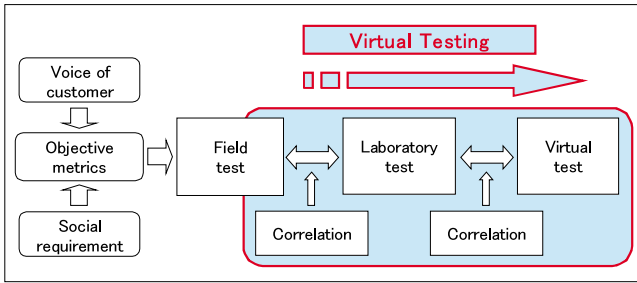 Virtual Testing
Voice of
customer
Objective
metrics
Social
requirement
Field
test
Laboratory
test
Virtual
test
Correlation
Correlation